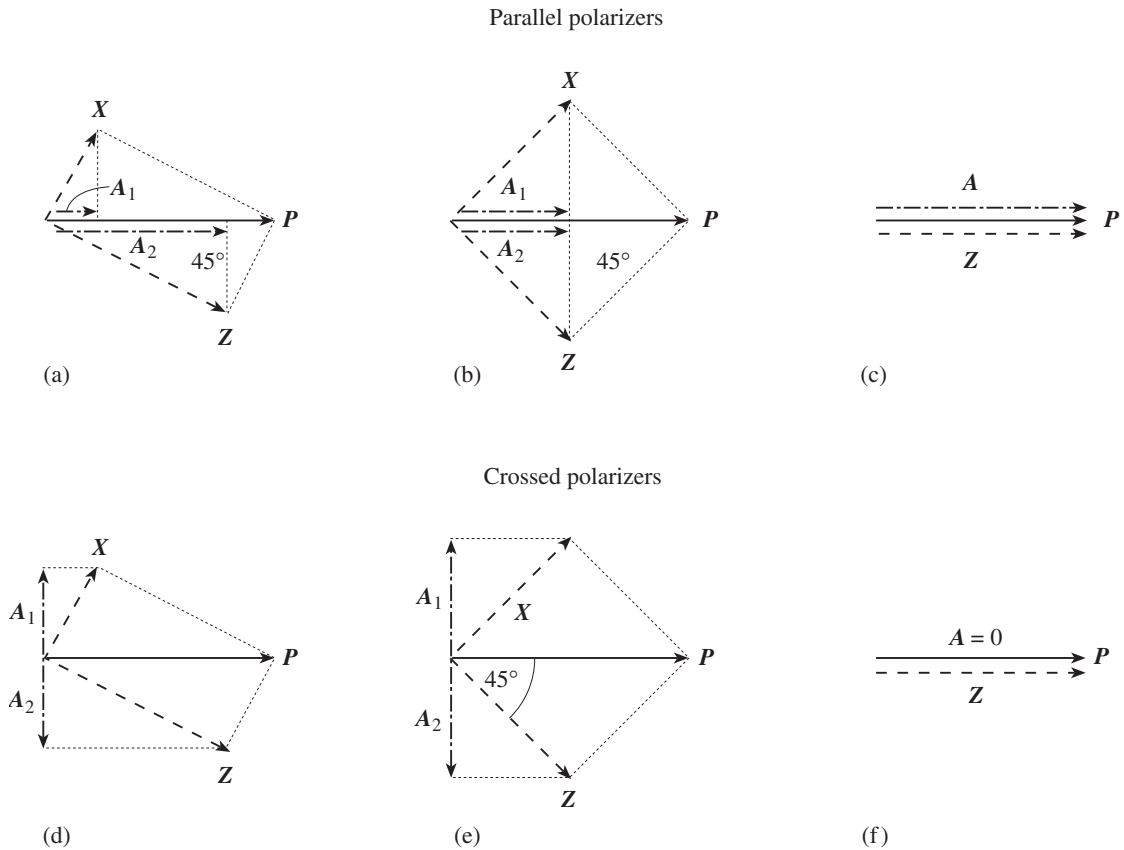 Parallel polarizers
X
A1
P
A2
45°
Z
(a)
X
A1
P
A2
45°
Z
(b)
A
P
Z
(c)
Crossed polarizers
X
A1
P
A2
Z
(d)
A1
X
P
45°
A2
Z
(e)
A = 0
P
Z
(f)